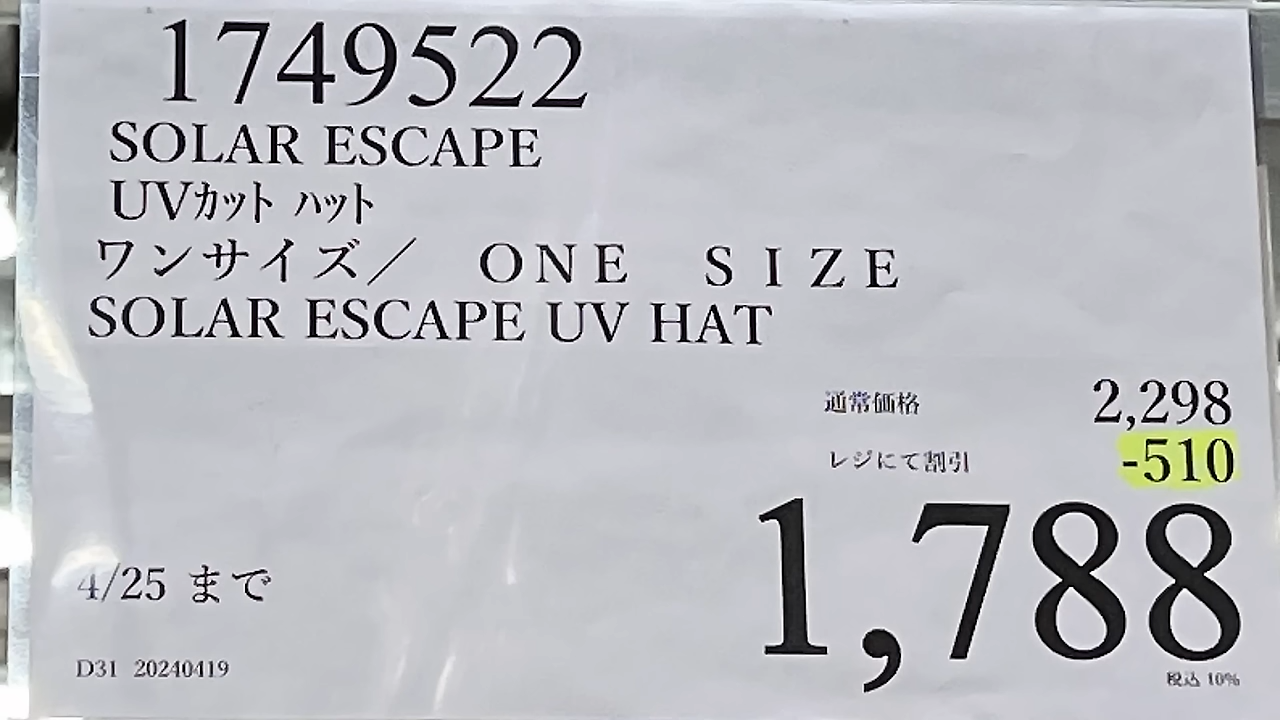 1749522
SOLAR ESCAPE
UVカット ハット
ワンサイズ／　ＯＮＥ　ＳＩＺＥ
SOLAR ESCAPE UV HAT
通常価格 2,298
レジにて割引 -510
1,788
4/25 まで
税込 10%
D31 20240419